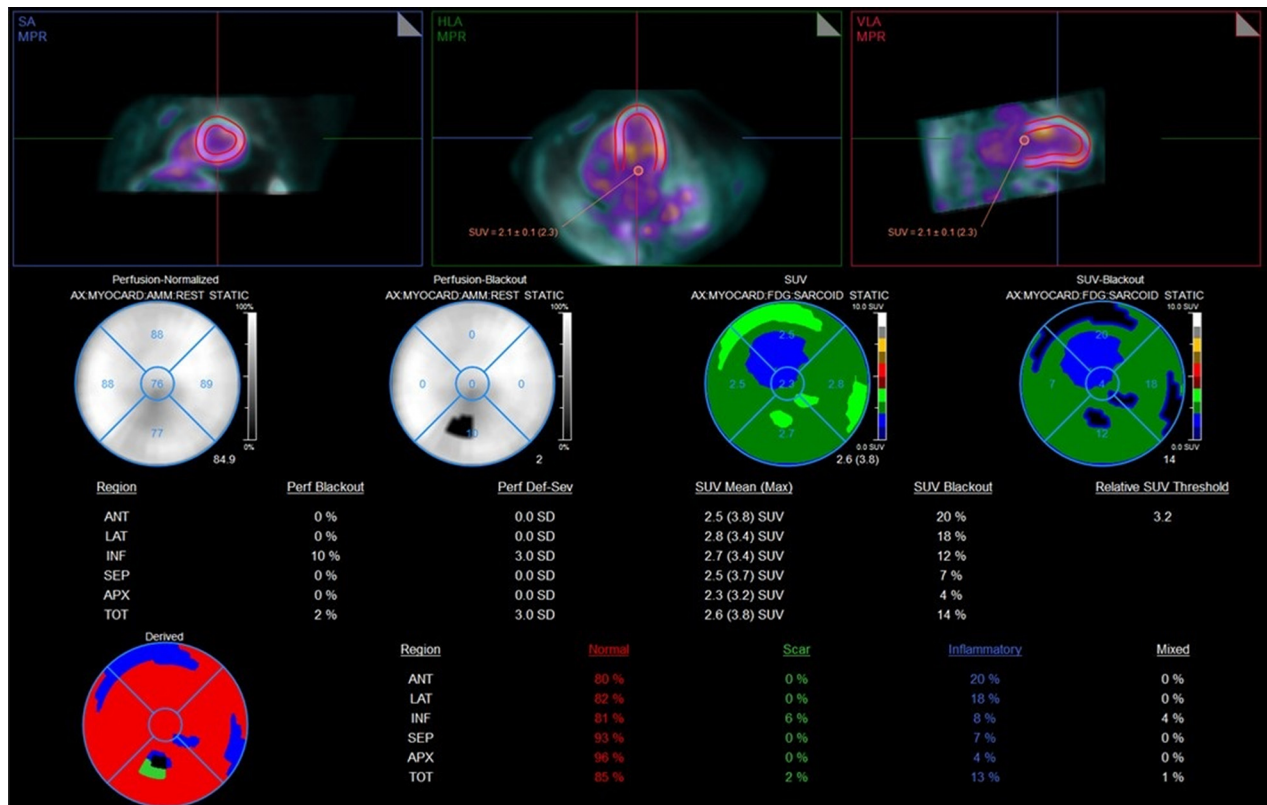 SA
MPR
HLA
MPR
VLA
MPR
SUV = 2.1 ± 0.1 (2.3)
SUV = 2.1 ± 0.1 (2.3)
Perfusion-Normalized
AX:MYOCARD:AMM:REST STATIC
100%
88
88
76
89
77
0%
84.9
Perfusion-Blackout
AX:MYOCARD:AMM:REST STATIC
100%
0
0
0
0
10
0%
2
SUV
AX:MYOCARD:FDG:SARCOID STATIC
10.0 SUV
2.5
2.5
2.3
2.8
2.7
0.0 SUV
2.6 (3.8)
SUV-Blackout
AX:MYOCARD:FDG:SARCOID STATIC
10.0 SUV
20
7
4
18
12
0.0 SUV
14
Region Perf Blackout Perf Def-Sev SUV Mean (Max) SUV Blackout Relative SUV Threshold
ANT 0 % 0.0 SD 2.5 (3.8) SUV 20 % 3.2
LAT 0 % 0.0 SD 2.8 (3.4) SUV 18 %
INF 10 % 3.0 SD 2.7 (3.4) SUV 12 %
SEP 0 % 0.0 SD 2.5 (3.7) SUV 7 %
APX 0 % 0.0 SD 2.3 (3.2) SUV 4 %
TOT 2 % 3.0 SD 2.6 (3.8) SUV 14 %
Derived
Region Normal Scar Inflammatory Mixed
ANT 80 % 0 % 20 % 0 %
LAT 82 % 0 % 18 % 0 %
INF 81 % 6 % 8 % 4 %
SEP 93 % 0 % 7 % 0 %
APX 96 % 0 % 4 % 0 %
TOT 85 % 2 % 13 % 1 %